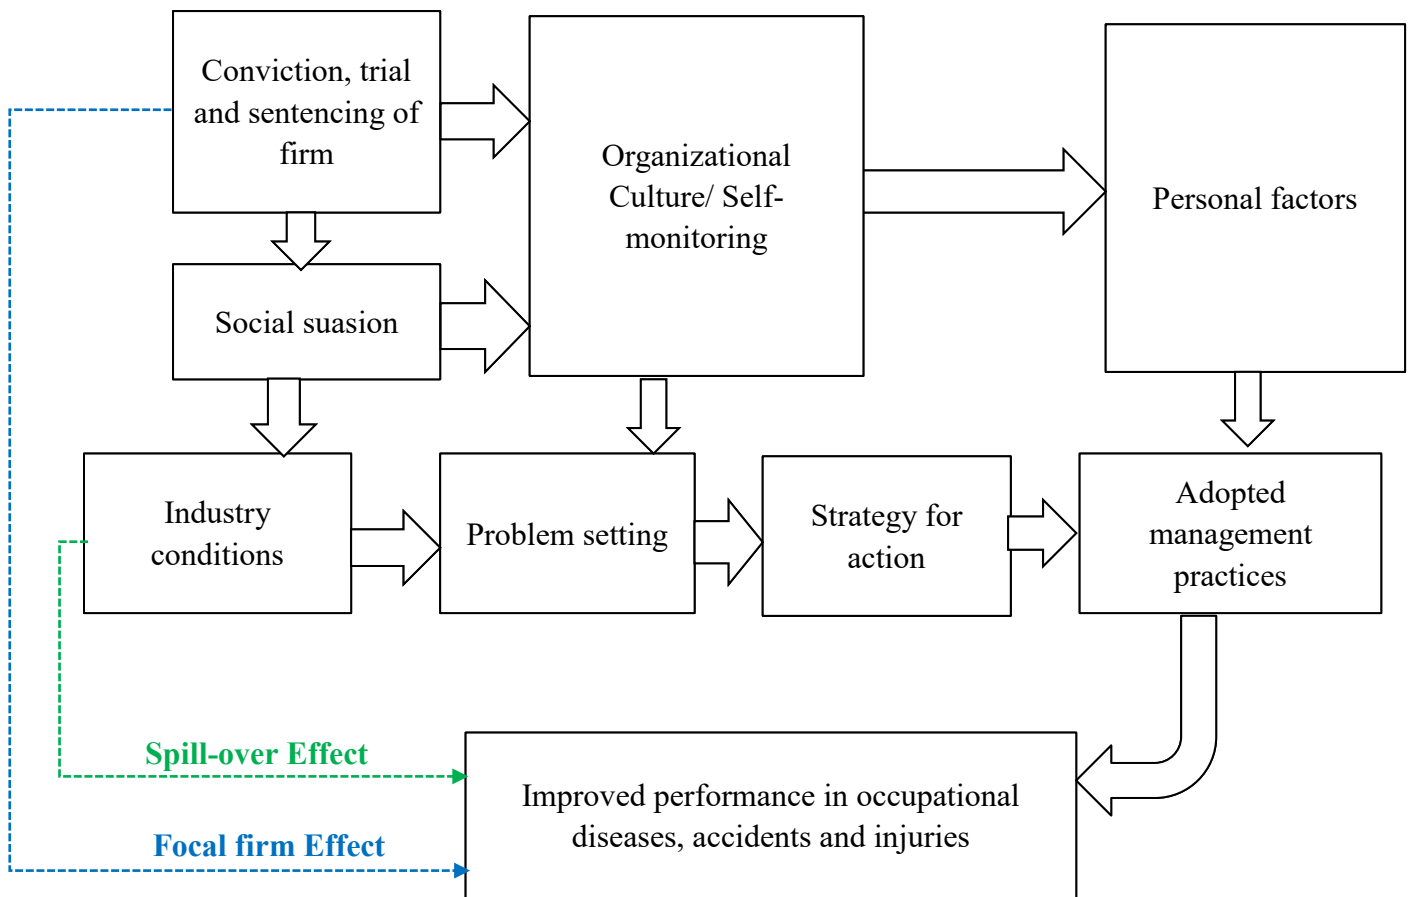 Conviction, trial
and sentencing of
firm
Organizational
Culture/ Self-
monitoring
Personal factors
Social suasion
Industry
conditions
Problem setting
Strategy for
action
Adopted
management
practices
Spill-over Effect
Focal firm Effect
Improved performance in occupational
diseases, accidents and injuries